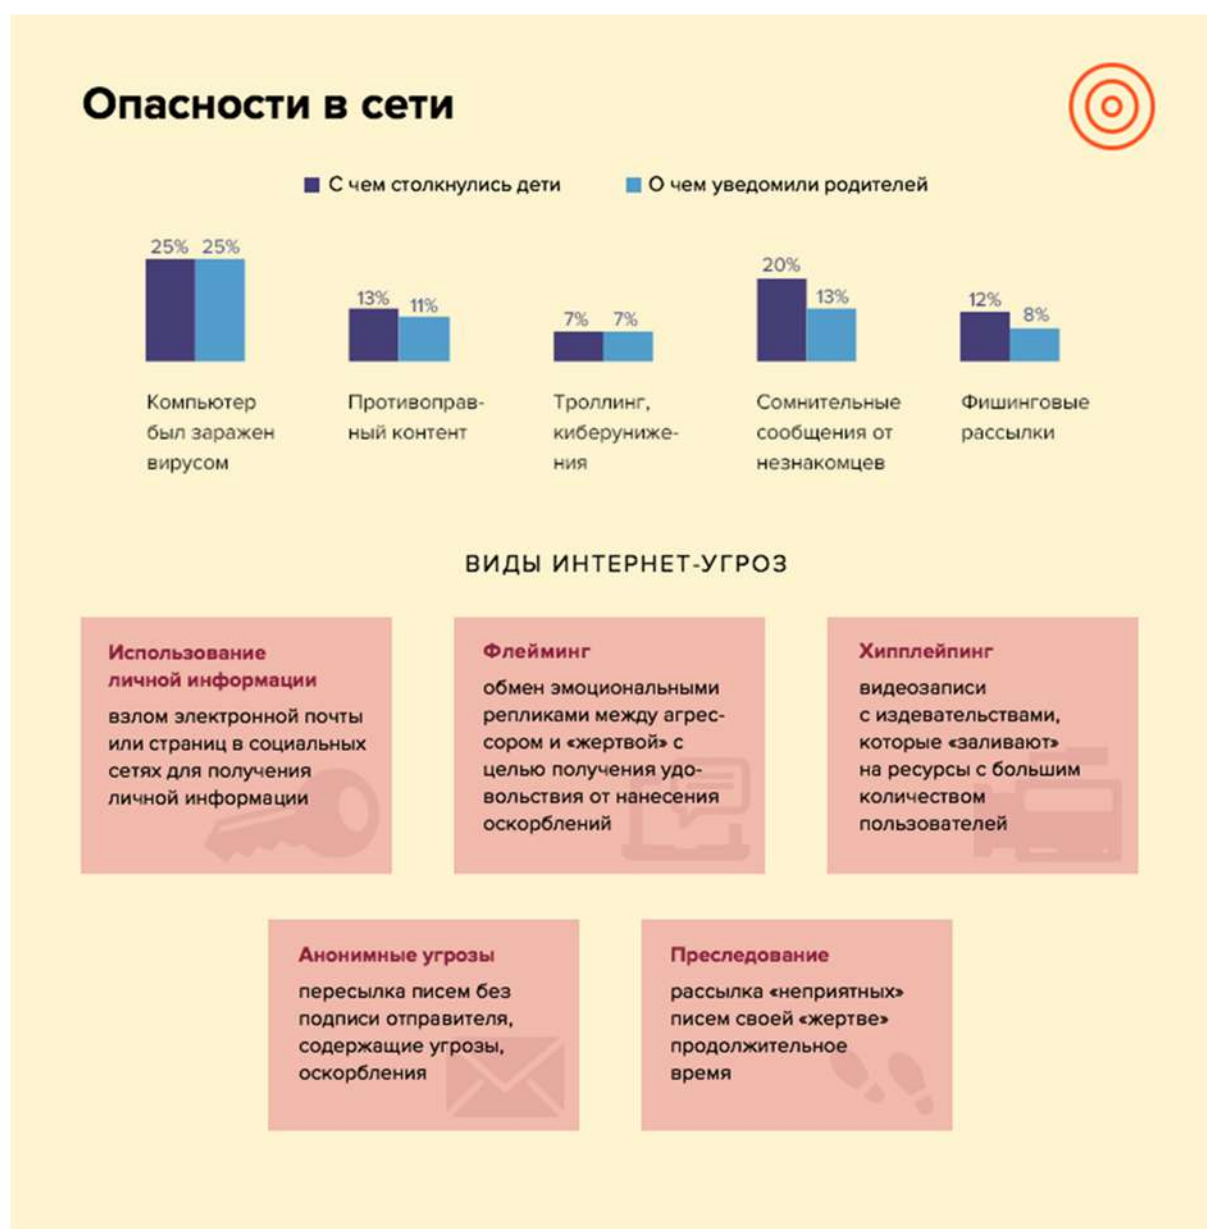 Опасности в сети
С чем столкнулись дети
О чем уведомили родителей
25% 25%
Компьютер
был заражен
вирусом
13% 11%
Противоправ-
ный контент
7% 7%
Троллинг,
киберуниже-
ния
20% 13%
Сомнительные
сообщения от
незнакомцев
12% 8%
Фишинговые
рассылки
ВИДЫ ИНТЕРНЕТ-УГРОЗ
Использование
личной информации
взлом электронной почты
или страниц в социальных
сетях для получения
личной информации
Флейминг
обмен эмоциональными
репликами между агрес-
сором и «жертвой» с
целью получения удо-
вольствия от нанесения
оскорблений
Хипплейпинг
видеозаписи
с издевательствами,
которые «заливают»
на ресурсы с большим
количеством
пользователей
Анонимные угрозы
пересылка писем без
подписи отправителя,
содержащие угрозы,
оскорбления
Преследование
рассылка «неприятных»
писем своей «жертве»
продолжительное
время